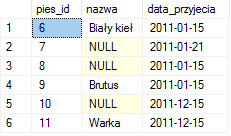 pies_id nazwa data_przyjecia
1 6 Biały kieł 2011-01-15
2 7 NULL 2011-01-21
3 8 NULL 2011-01-15
4 9 Brutus 2011-01-15
5 10 NULL 2011-12-15
6 11 Warka 2011-12-15